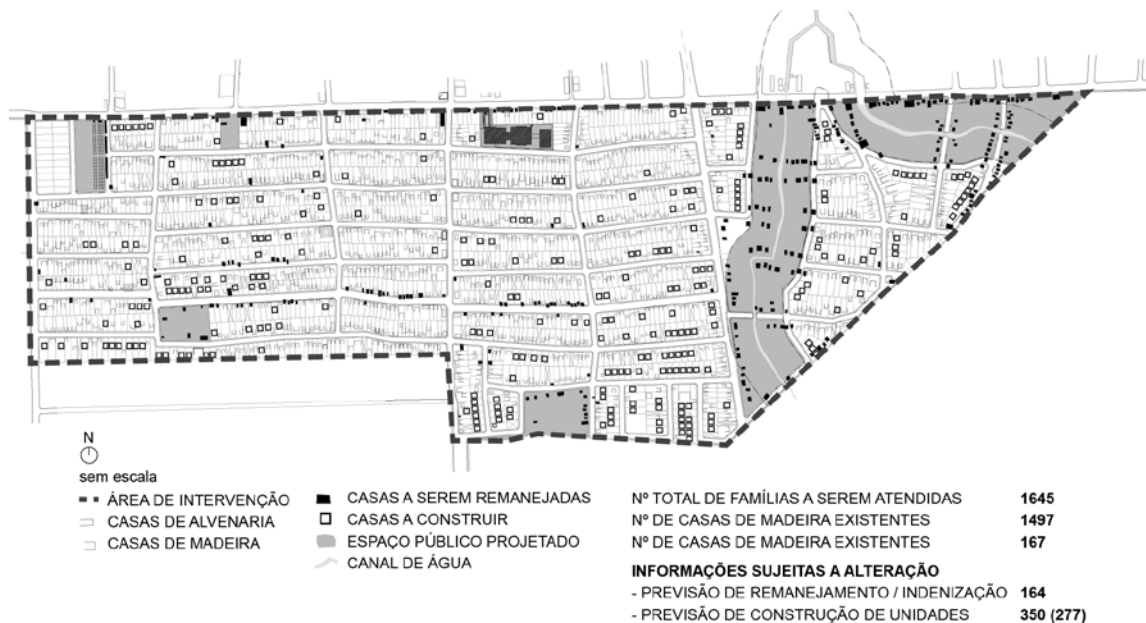 N
sem escala
ÁREA DE INTERVENÇÃO
CASAS DE ALVENARIA
CASAS DE MADEIRA
CASAS A SEREM REMANEJADAS
CASAS A CONSTRUIR
ESPAÇO PÚBLICO PROJETADO
CANAL DE ÁGUA
Nº TOTAL DE FAMÍLIAS A SEREM ATENDIDAS 1645
Nº DE CASAS DE MADEIRA EXISTENTES 1497
Nº DE CASAS DE MADEIRA EXISTENTES 167
INFORMAÇÕES SUJEITAS A ALTERAÇÃO
- PREVISÃO DE REMANEJAMENTO / INDENIZAÇÃO 164
- PREVISÃO DE CONSTRUÇÃO DE UNIDADES 350 (277)